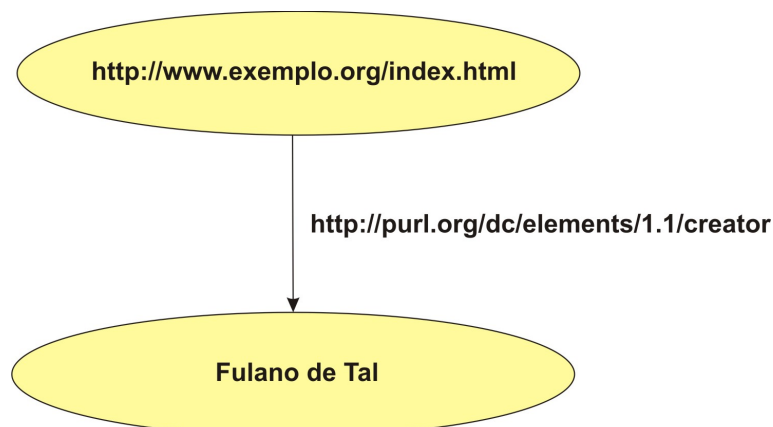 http://www.exemplo.org/index.html
http://purl.org/dc/elements/1.1/creator
Fulano de Tal